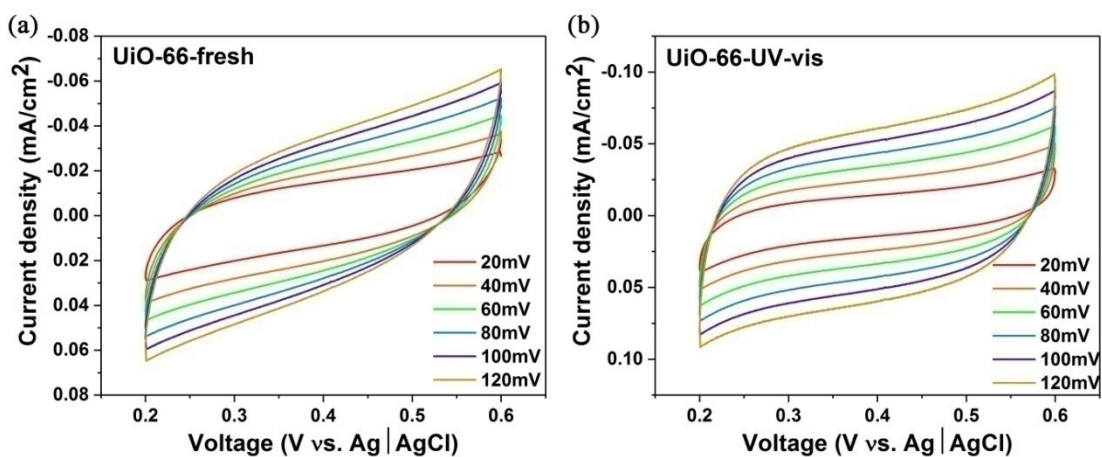 (a)
UiO-66-fresh
Current density (mA/cm²)
-0.08
-0.06
-0.04
-0.02
0.00
0.02
0.04
0.06
0.08
20mV
40mV
60mV
80mV
100mV
120mV
0.2 0.3 0.4 0.5 0.6
Voltage (V vs. Ag|AgCl)
(b)
UiO-66-UV-vis
Current density (mA/cm²)
-0.10
-0.05
0.00
0.05
0.10
20mV
40mV
60mV
80mV
100mV
120mV
0.2 0.3 0.4 0.5 0.6
Voltage (V vs. Ag|AgCl)